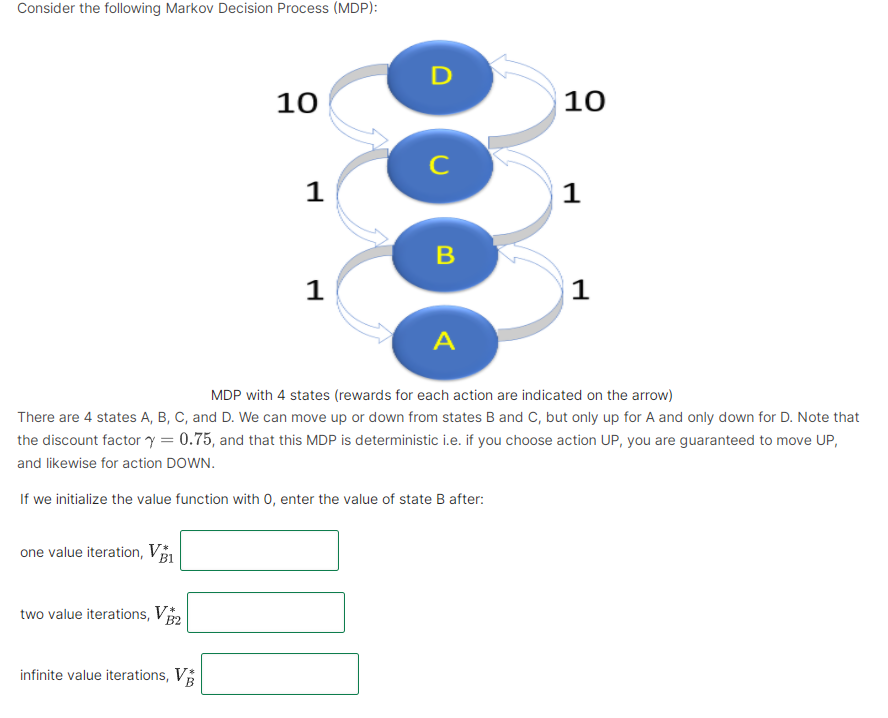 Consider the following Markov Decision Process (MDP):
D
10
10
C
1
1
B
1
1
A
MDP with 4 states (rewards for each action are indicated on the arrow)
There are 4 states A, B, C, and D. We can move up or down from states B and C, but only up for A and only down for D. Note that
the discount factor γ = 0.75, and that this MDP is deterministic i.e. if you choose action UP, you are guaranteed to move UP,
and likewise for action DOWN.
If we initialize the value function with 0, enter the value of state B after:
one value iteration, V*B1
two value iterations, V*B2
infinite value iterations, V*B